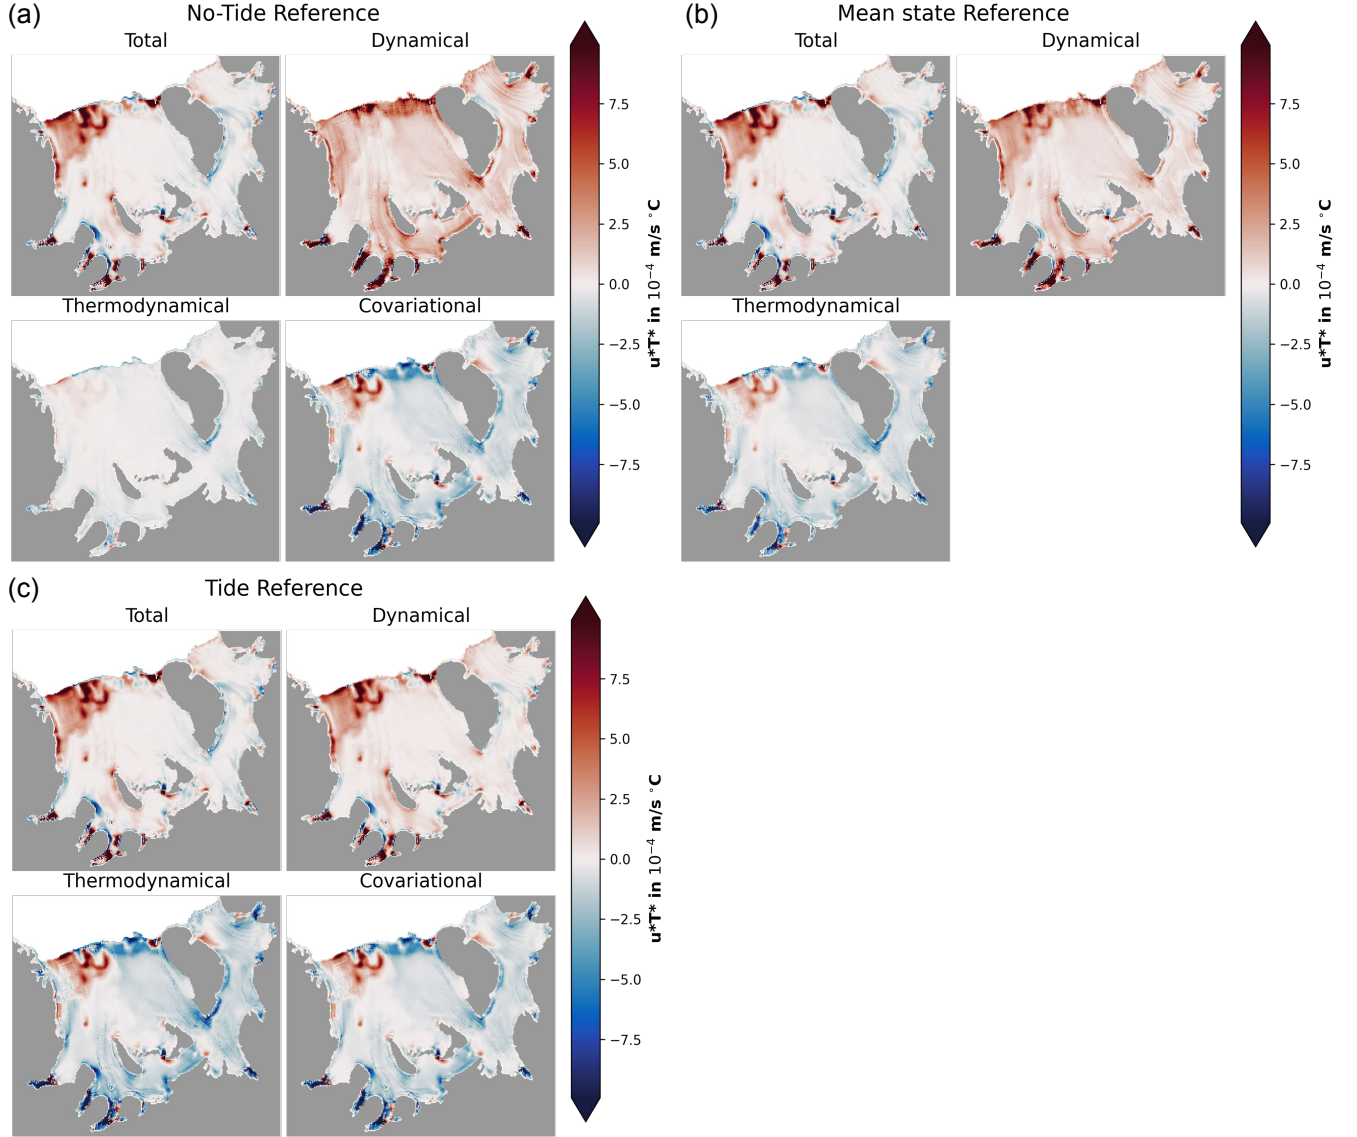 (a) No-Tide Reference
Total Dynamical
7.5
5.0
2.5
0.0
−2.5
−5.0
−7.5
u*T* in 10⁻⁴ m/s °C
Thermodynamical Covariational
(b) Mean state Reference
Total Dynamical
7.5
5.0
2.5
0.0
−2.5
−5.0
−7.5
u*T* in 10⁻⁴ m/s °C
Thermodynamical
(c) Tide Reference
Total Dynamical
7.5
5.0
2.5
0.0
−2.5
−5.0
−7.5
u*T* in 10⁻⁴ m/s °C
Thermodynamical Covariational